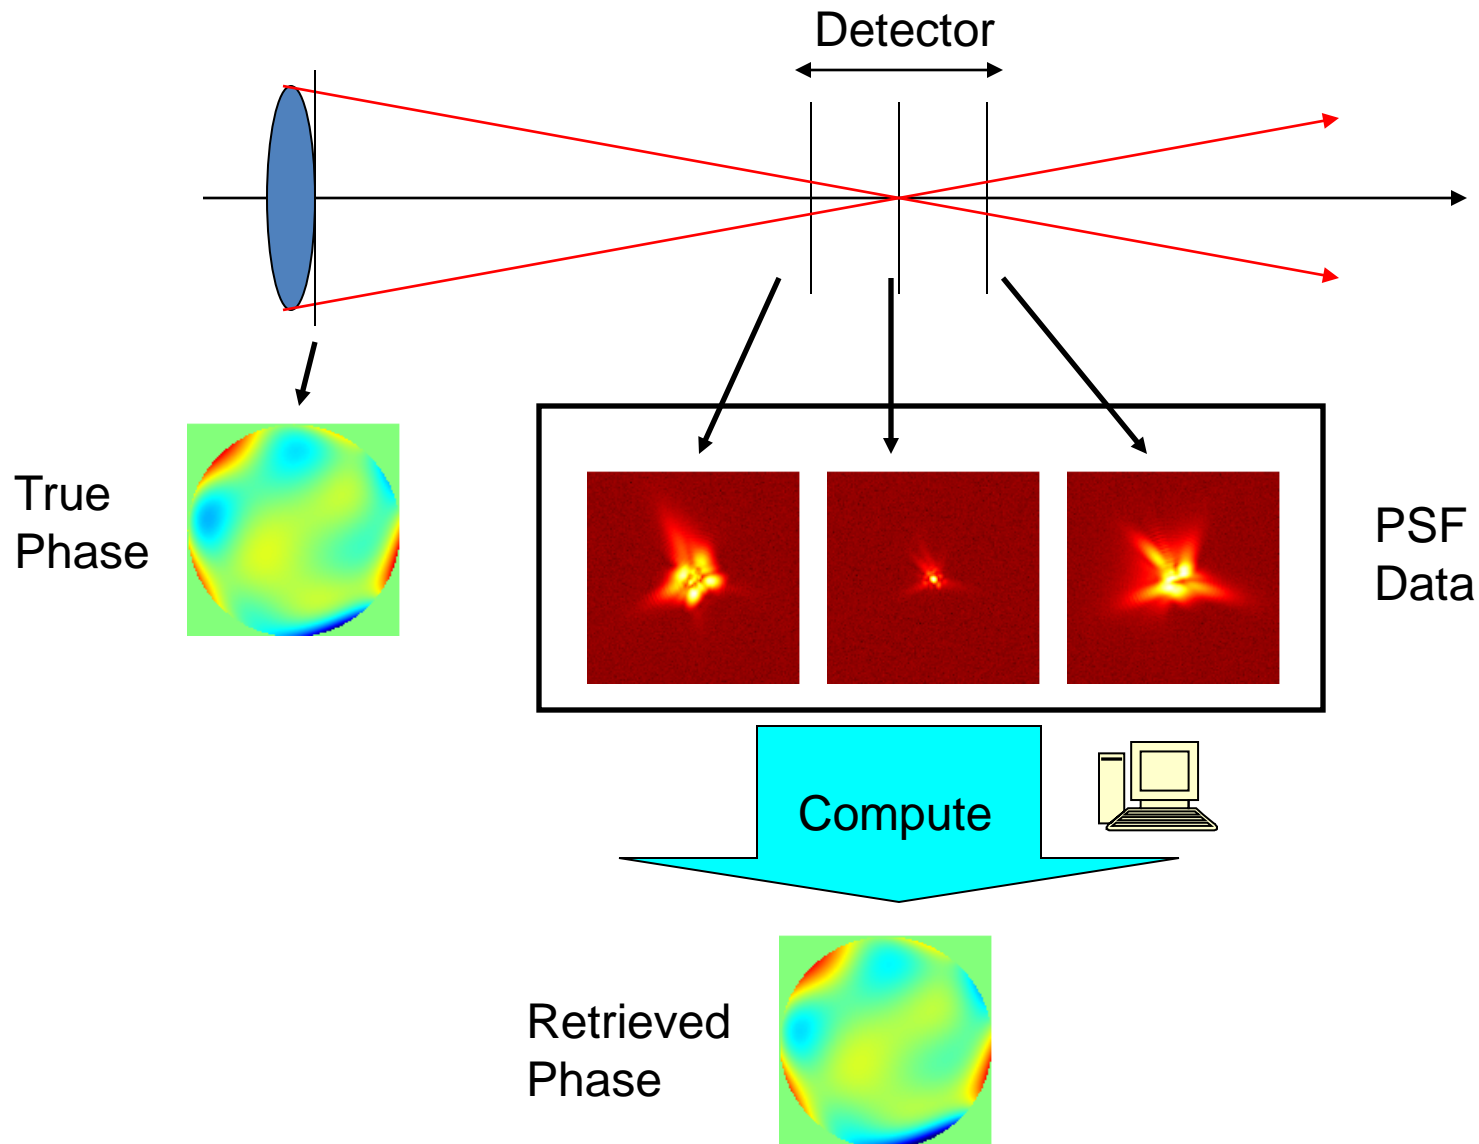 Detector
True
Phase
PSF
Data
Compute
Retrieved
Phase